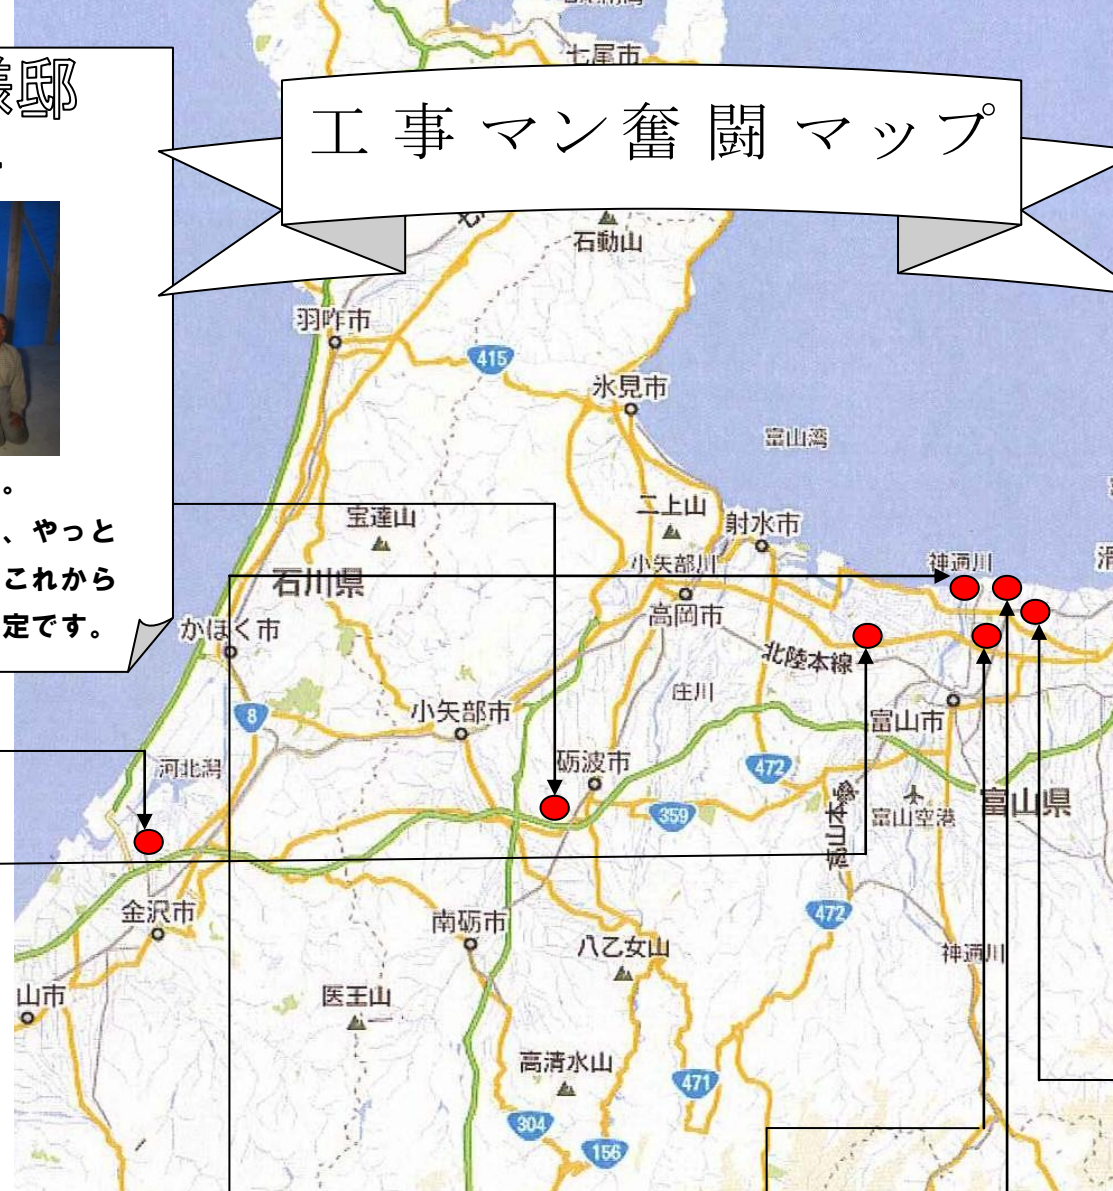 七尾市
様邸
工事マン奮闘マップ
石動山
羽咋市
415
氷見市
富山湾
。
、やっと
これから
定です。
宝達山
二上山
射水市
小矢部川
神通川
石川県
高岡市
かほく市
北陸本線
庄川
8
小矢部市
富山市
河北潟
砺波市
472
359
高山本線
富山空港
富山県
金沢市
南砺市
472
八乙女山
神通川
山市
医王山
高清水山
471
304
156